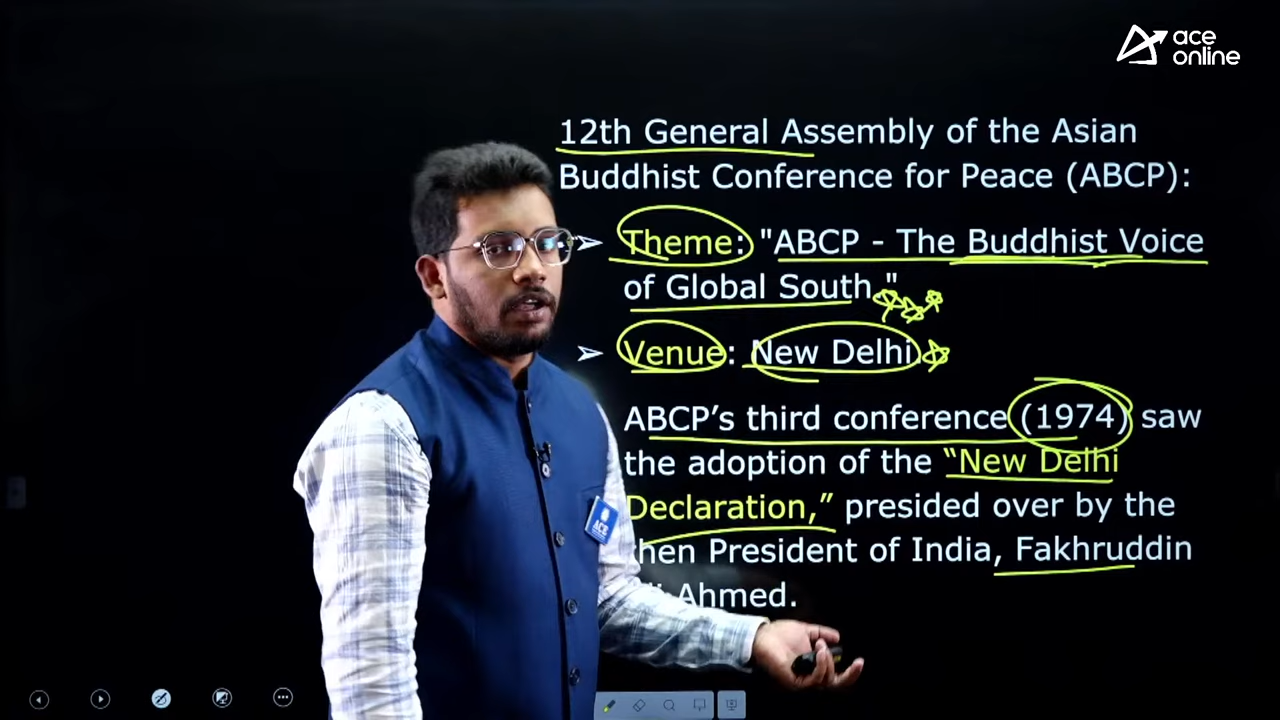 ace
online
12th General Assembly of the Asian
Buddhist Conference for Peace (ABCP):
➢ Theme: "ABCP - The Buddhist Voice
of Global South."
➢ Venue: New Delhi.
ABCP’s third conference (1974) saw
the adoption of the “New Delhi
Declaration,” presided over by the
then President of India, Fakhruddin
Ahmed.
ACE